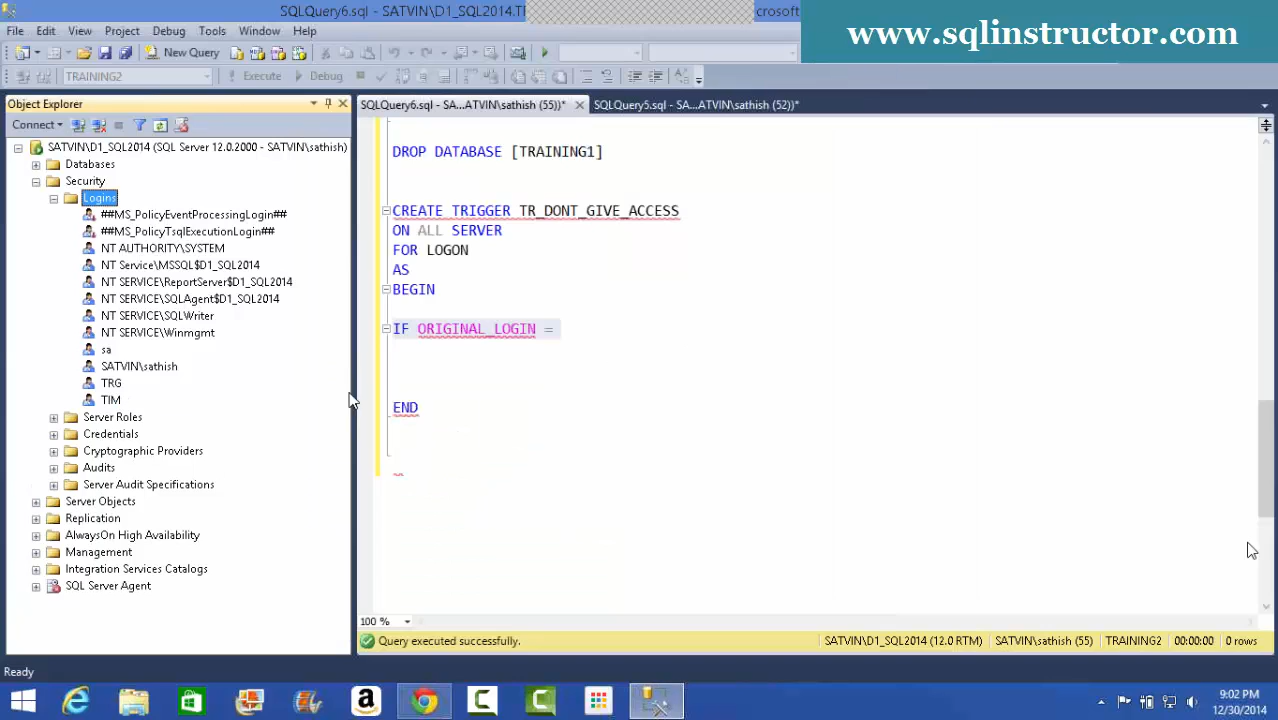 SQLQuery6.sql - SATVIN\D1_SQL2014.TR
crosoft
www.sqlinstructor.com
File Edit View Project Debug Tools Window Help
New Query
TRAINING2 Execute Debug
Object Explorer
SQLQuery6.sql - SA...ATVIN\sathish (55))* SQLQuery5.sql - SA...ATVIN\sathish (52))*
Connect
SATVIN\D1_SQL2014 (SQL Server 12.0.2000 - SATVIN\sathish)
Databases
Security
Logins
##MS_PolicyEventProcessingLogin##
##MS_PolicyTsqlExecutionLogin##
NT AUTHORITY\SYSTEM
NT Service\MSSQL$D1_SQL2014
NT SERVICE\ReportServer$D1_SQL2014
NT SERVICE\SQLAgent$D1_SQL2014
NT SERVICE\SQLWriter
NT SERVICE\Winmgmt
sa
SATVIN\sathish
TRG
TIM
Server Roles
Credentials
Cryptographic Providers
Audits
Server Audit Specifications
Server Objects
Replication
AlwaysOn High Availability
Management
Integration Services Catalogs
SQL Server Agent
DROP DATABASE [TRAINING1]
CREATE TRIGGER TR_DONT_GIVE_ACCESS
ON ALL SERVER
FOR LOGON
AS
BEGIN
IF ORIGINAL_LOGIN =
END
100 %
Query executed successfully. SATVIN\D1_SQL2014 (12.0 RTM) SATVIN\sathish (55) TRAINING2 00:00:00 0 rows
Ready
9:02 PM
12/30/2014